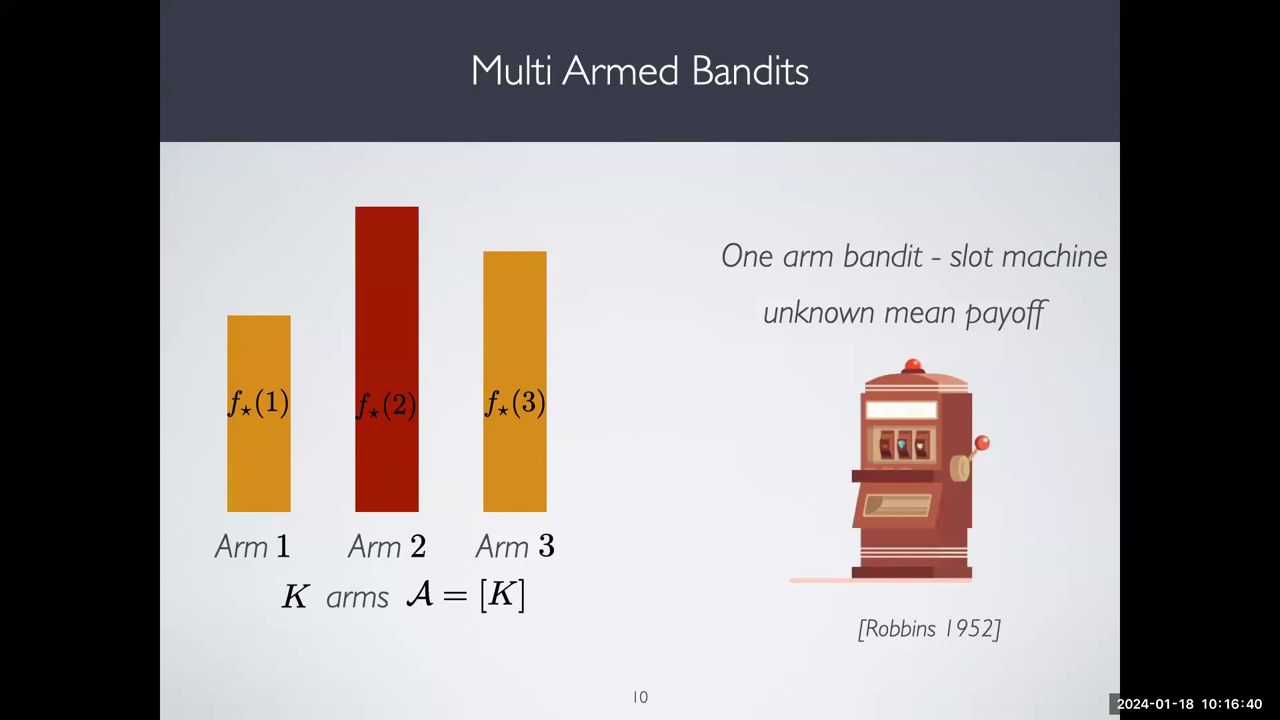 Multi Armed Bandits
One arm bandit - slot machine
unknown mean payoff
f⋆(1) f⋆(2) f⋆(3)
Arm 1 Arm 2 Arm 3
K arms 𝒜 = [K]
[Robbins 1952]
10
2024-01-18 10:16:40